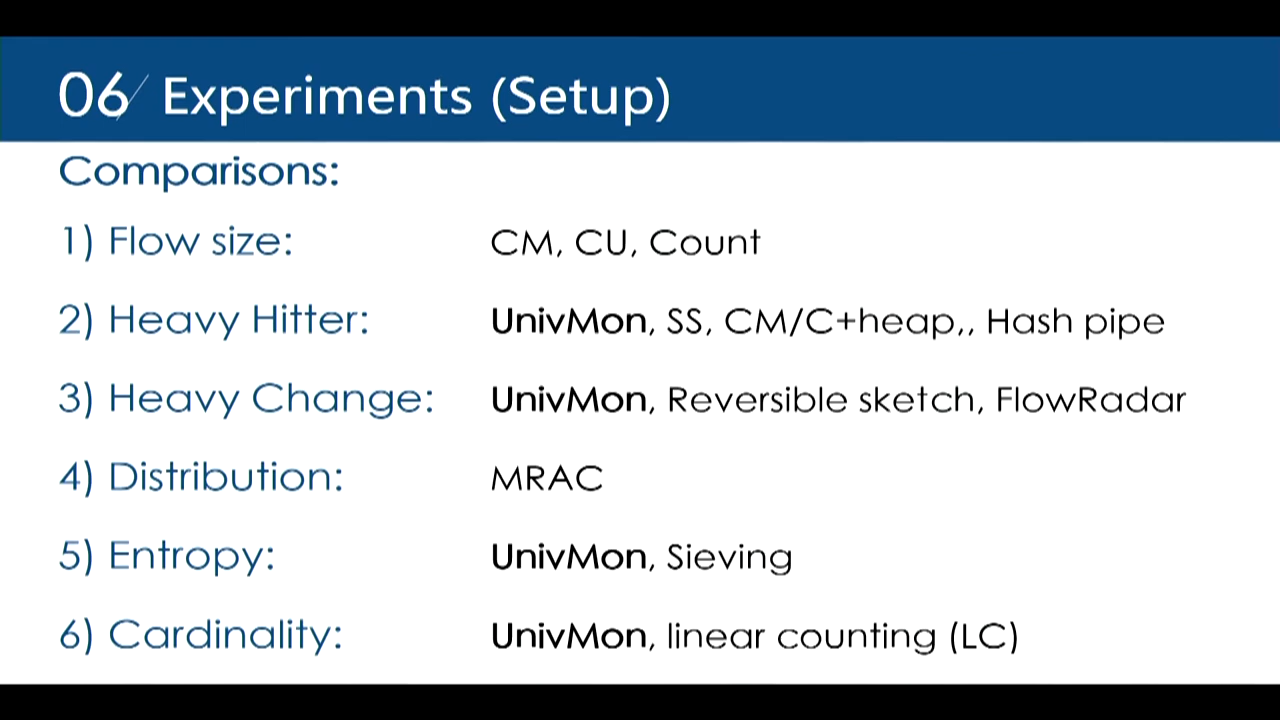 06/ Experiments (Setup)
Comparisons:
1) Flow size: CM, CU, Count
2) Heavy Hitter: UnivMon, SS, CM/C+heap,, Hash pipe
3) Heavy Change: UnivMon, Reversible sketch, FlowRadar
4) Distribution: MRAC
5) Entropy: UnivMon, Sieving
6) Cardinality: UnivMon, linear counting (LC)